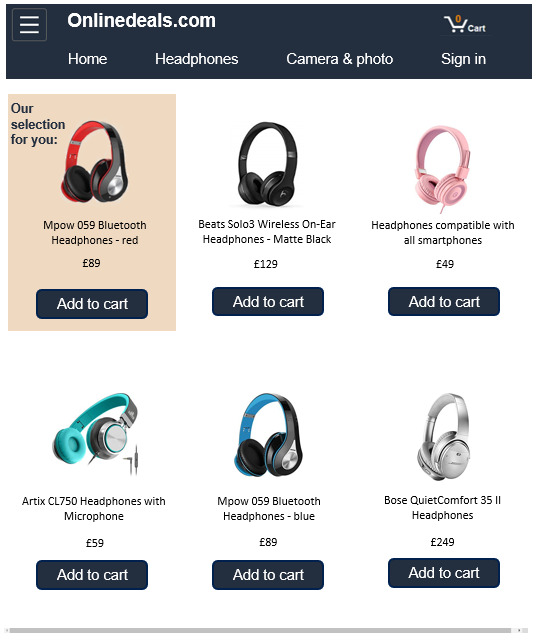 Onlinedeals.com
0
Cart
Home Headphones Camera & photo Sign in
Our
selection
for you:
Mpow 059 Bluetooth
Headphones - red
£89
Add to cart
Beats Solo3 Wireless On-Ear
Headphones - Matte Black
£129
Add to cart
Headphones compatible with
all smartphones
£49
Add to cart
Artix CL750 Headphones with
Microphone
£59
Add to cart
Mpow 059 Bluetooth
Headphones - blue
£89
Add to cart
Bose QuietComfort 35 II
Headphones
£249
Add to cart